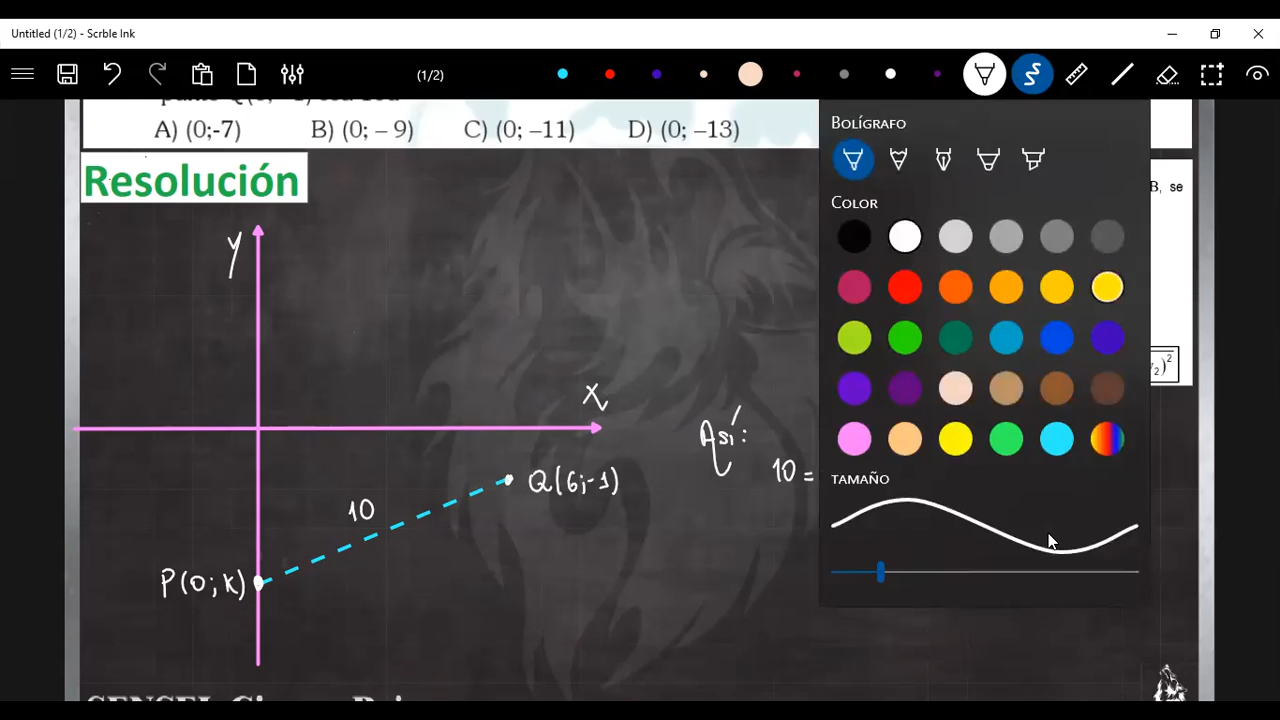 Untitled (1/2) - Scrble Ink
(1/2)
A) (0;-7) B) (0; – 9) C) (0; –11) D) (0; –13)
BOLÍGRAFO
Resolución
B, se
COLOR
Y
X
Así:
10 =
Q(6;-1)
TAMAÑO
10
P(0; K)